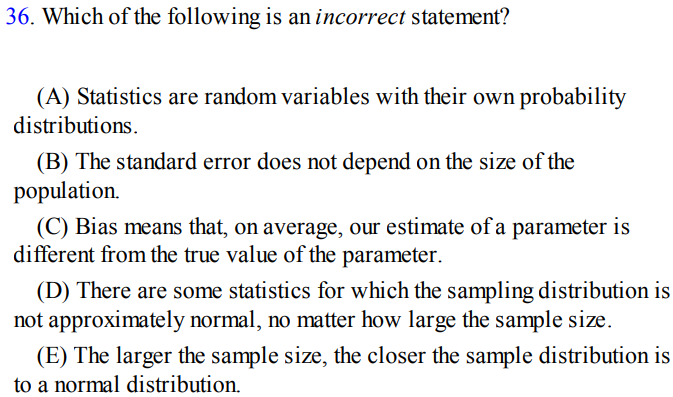 36. Which of the following is an incorrect statement?
(A) Statistics are random variables with their own probability
distributions.
(B) The standard error does not depend on the size of the
population.
(C) Bias means that, on average, our estimate of a parameter is
different from the true value of the parameter.
(D) There are some statistics for which the sampling distribution is
not approximately normal, no matter how large the sample size.
(E) The larger the sample size, the closer the sample distribution is
to a normal distribution.